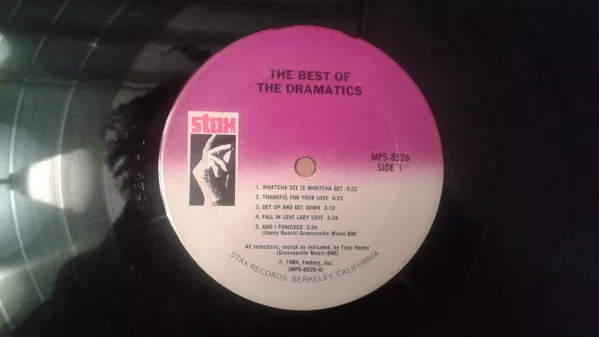 THE BEST OF
THE DRAMATICS
stax
MPS-8526
SIDE 1
1. WHATCHA SEE IS WHATCHA GET 3:32
2. THANKFUL FOR YOUR LOVE 4:25
3. GET UP AND GET DOWN 3:10
4. FALL IN LOVE LADY LOVE 3:34
5. AND I PANICKED 3:34
(Jimmy Roach) Groovesville Music-BMI
All selections, except as indicated, by Tony Hester
(Groovesville Music-BMI).
℗ 1984, Fantasy, Inc.
(MPS-8526-A)
STAX RECORDS, BERKELEY, CALIFORNIA